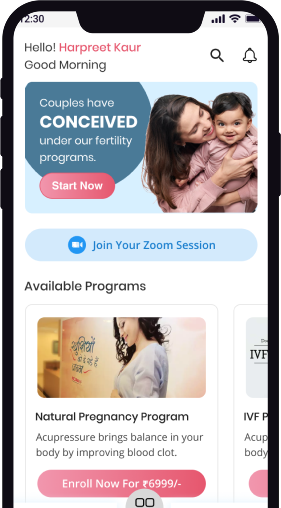 12:30
Hello! Harpreet Kaur
Good Morning
Couples have
CONCEIVED
under our fertility
programs.
Start Now
Join Your Zoom Session
Available Programs
खुशियों
Natural Pregnancy Program
Acupressure brings balance in your
body by improving blood clot.
Enroll Now For ₹6999/-
IVF
IVF P
Acup
body